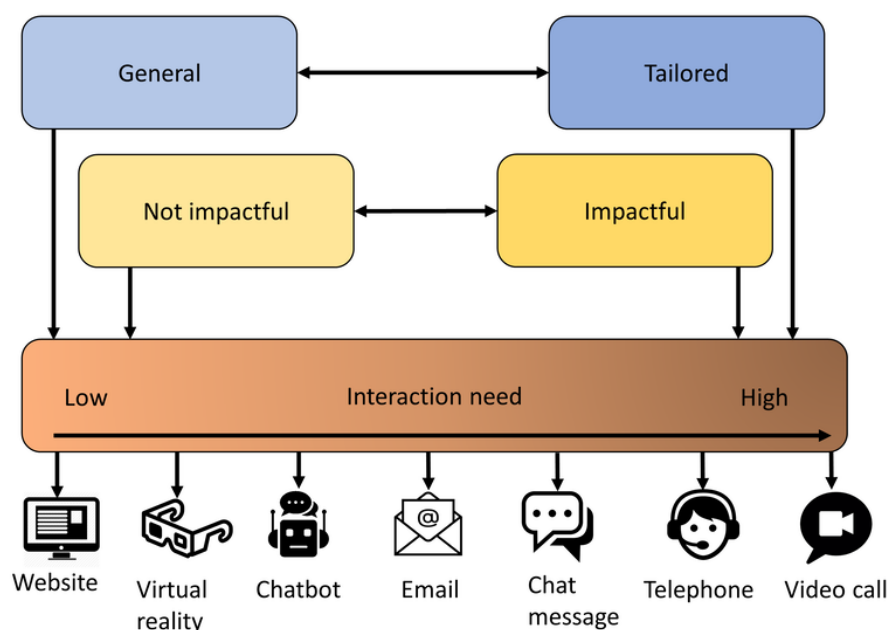 General
Tailored
Not impactful
Impactful
Low
Interaction need
High
@
Website
Virtual
reality
Chatbot
Email
Chat
message
Telephone
Video call